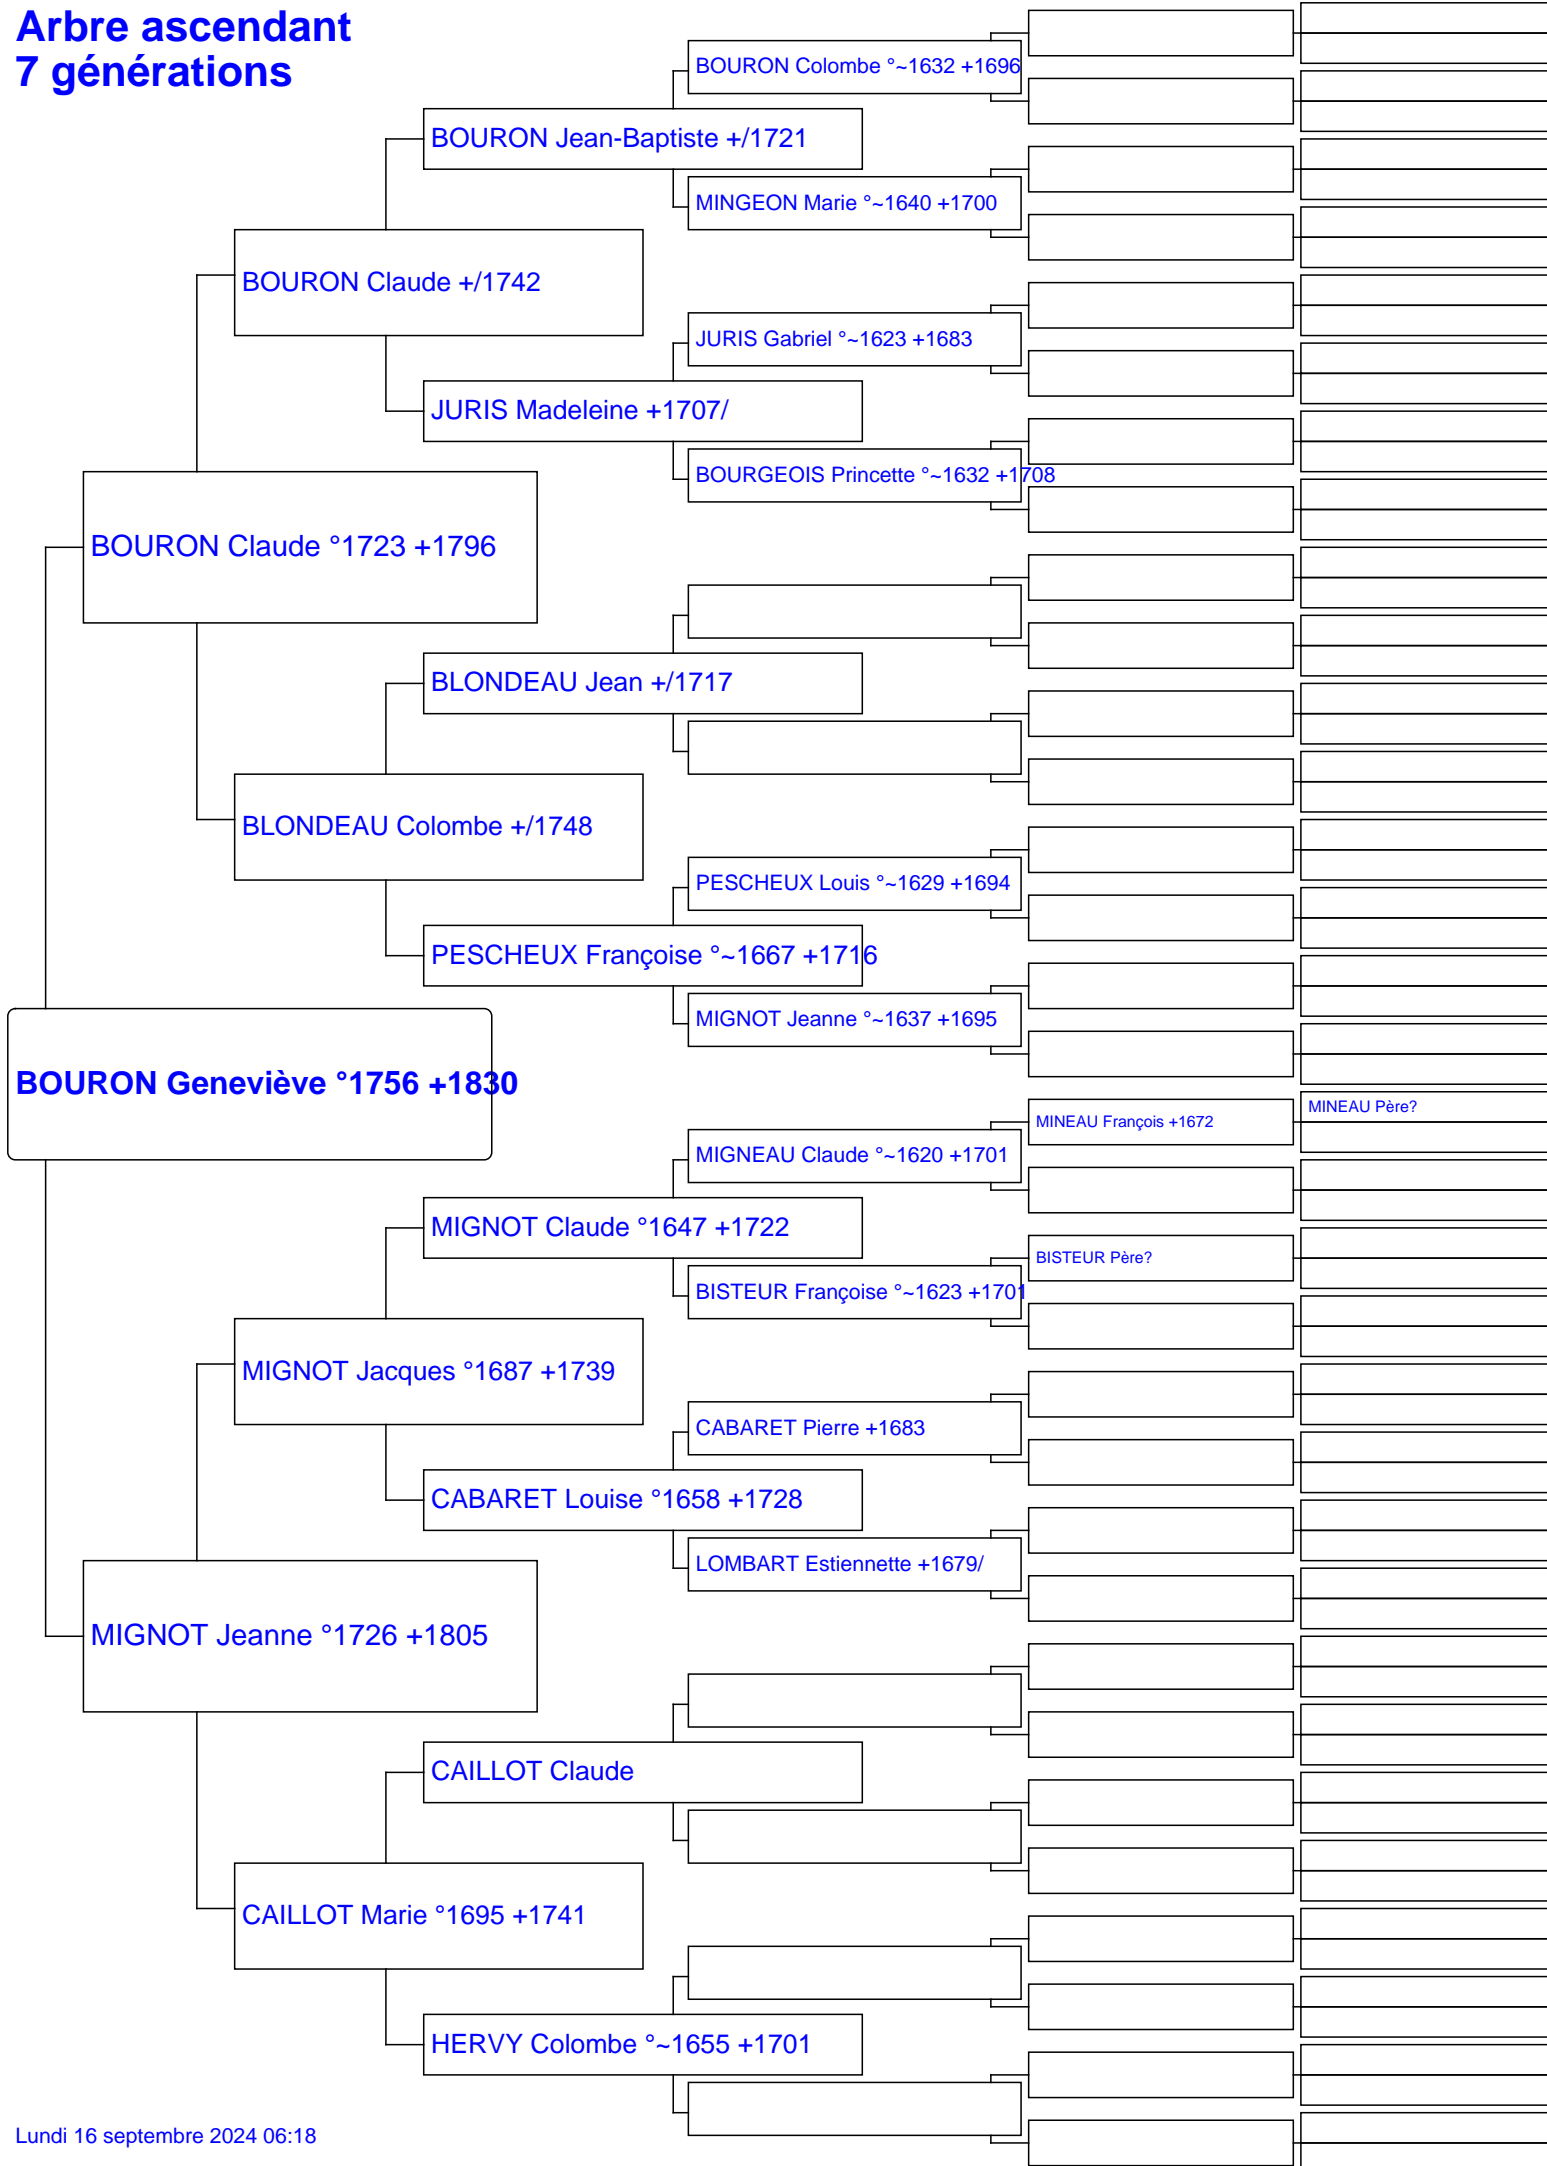 Arbre ascendant
7 générations
BOURON Colombe °~1632 +1696
BOURON Jean-Baptiste +/1721
MINGEON Marie °~1640 +1700
BOURON Claude +/1742
JURIS Gabriel °~1623 +1683
JURIS Madeleine +1707/
BOURGEOIS Princette °~1632 +1708
BOURON Claude °1723 +1796
BLONDEAU Jean +/1717
BLONDEAU Colombe +/1748
PESCHEUX Louis °~1629 +1694
PESCHEUX Françoise °~1667 +1716
MIGNOT Jeanne °~1637 +1695
BOURON Geneviève °1756 +1830
MINEAU Père?
MINEAU François +1672
MIGNEAU Claude °~1620 +1701
MIGNOT Claude °1647 +1722
BISTEUR Père?
BISTEUR Françoise °~1623 +1701
MIGNOT Jacques °1687 +1739
CABARET Pierre +1683
CABARET Louise °1658 +1728
LOMBART Estiennette +1679/
MIGNOT Jeanne °1726 +1805
CAILLOT Claude
CAILLOT Marie °1695 +1741
HERVY Colombe °~1655 +1701
Lundi 16 septembre 2024 06:18